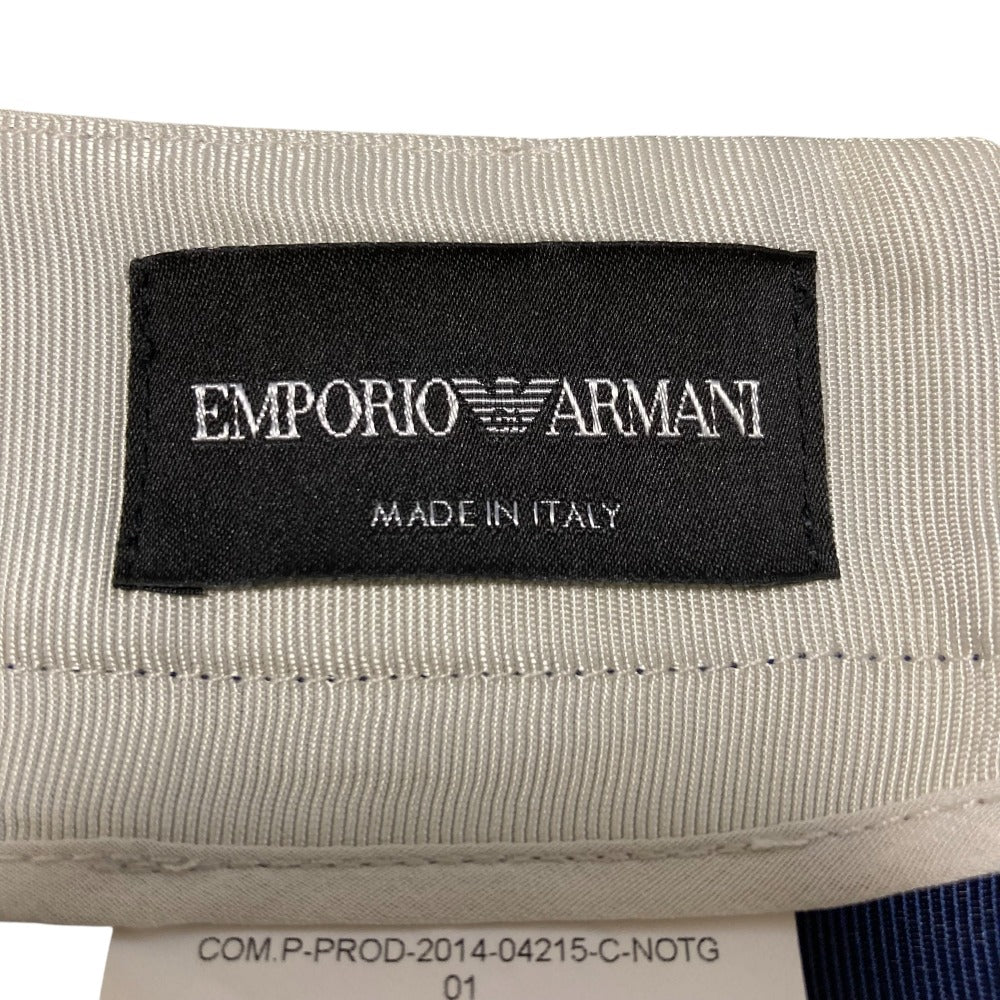 EMPORIO ARMANI
MADE IN ITALY
COM.P-PROD-2014-04215-C-NOTG
01